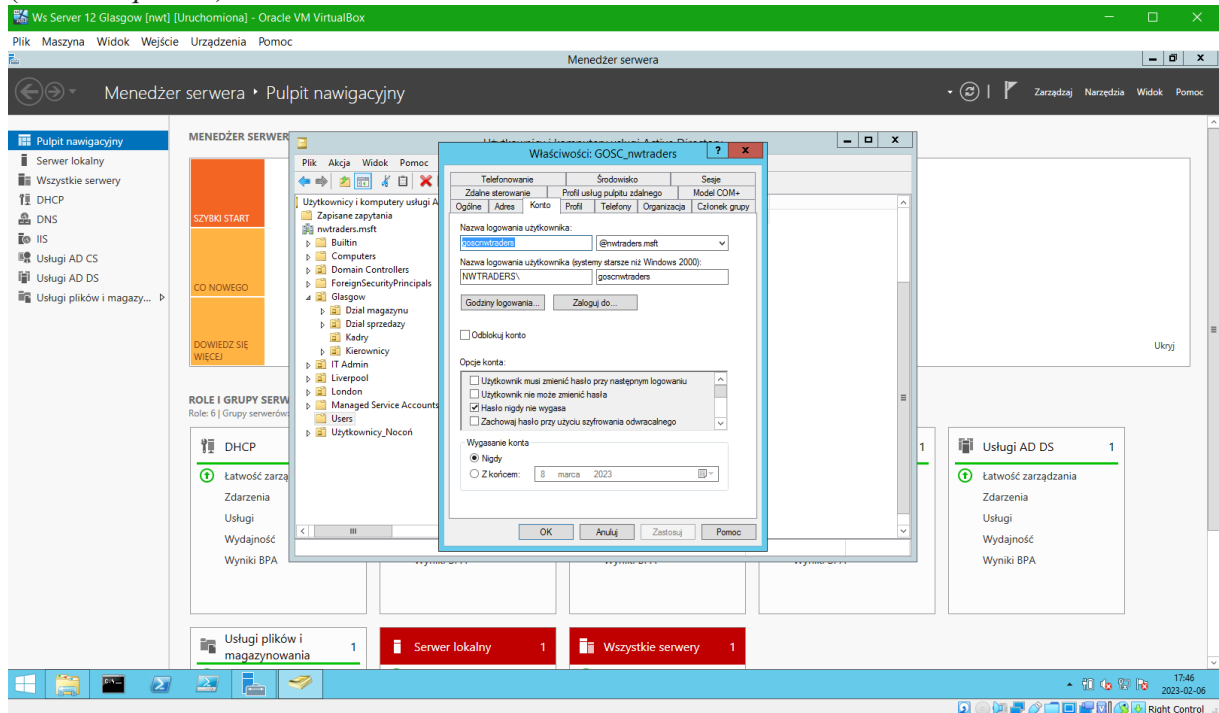 Ws Server 12 Glasgow [nwt] [Uruchomiona] - Oracle VM VirtualBox
Plik Maszyna Widok Wejście Urządzenia Pomoc
Menedżer serwera
Menedżer serwera • Pulpit nawigacyjny
Zarządzaj Narzędzia Widok Pomoc
Pulpit nawigacyjny
Serwer lokalny
Wszystkie serwery
DHCP
DNS
IIS
Usługi AD CS
Usługi AD DS
Usługi plików i magazy...
MENEDŻER SERWER
SZYBKI START
CO NOWEGO
DOWIEDZ SIĘ
WIĘCEJ
Ukryj
ROLE I GRUPY SERW
Role: 6 | Grupy serwerów:
Plik Akcja Widok Pomoc
Użytkownicy i komputery usługi A
Zapisane zapytania
nwtraders.msft
Builtin
Computers
Domain Controllers
ForeignSecurityPrincipals
Glasgow
Dzial magazynu
Dzial sprzedazy
Kadry
Kierownicy
IT Admin
Liverpool
London
Managed Service Accounts
Users
Użytkownicy_Nocoń
Właściwości: GOSC_nwtraders
Telefonowanie Środowisko Sesje
Zdalne sterowanie Profil usług pulpitu zdalnego Model COM+
Ogólne Adres Konto Profil Telefony Organizacja Członek grupy
Nazwa logowania użytkownika:
goscnwtraders @nwtraders.msft
Nazwa logowania użytkownika (systemy starsze niż Windows 2000):
NWTRADERS\ goscnwtraders
Godziny logowania... Zaloguj do...
Odblokuj konto
Opcje konta:
Użytkownik musi zmienić hasło przy następnym logowaniu
Użytkownik nie może zmienić hasła
Hasło nigdy nie wygasa
Zachowaj hasło przy użyciu szyfrowania odwracalnego
Wygasanie konta
Nigdy
Z końcem: 8 marca 2023
OK Anuluj Zastosuj Pomoc
DHCP
Łatwość zarzą
Zdarzenia
Usługi
Wydajność
Wyniki BPA
1
Usługi AD DS 1
Łatwość zarządzania
Zdarzenia
Usługi
Wydajność
Wyniki BPA
Usługi plików i
magazynowania 1
Serwer lokalny 1
Wszystkie serwery 1
17:46
2023-02-06
Right Control